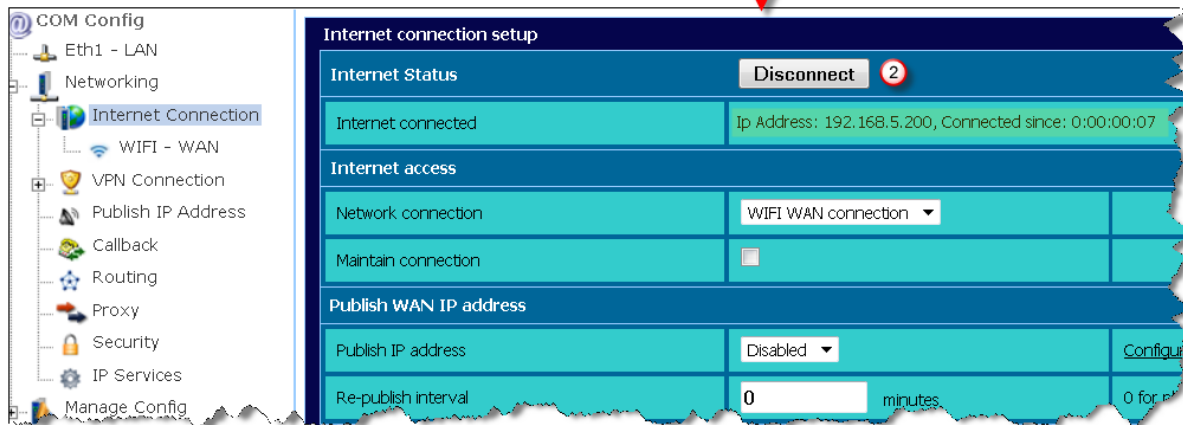 COM Config
Eth1 - LAN
Networking
Internet Connection
WIFI - WAN
VPN Connection
Publish IP Address
Callback
Routing
Proxy
Security
IP Services
Manage Config
Internet connection setup
Internet Status Disconnect 2
Internet connected Ip Address: 192.168.5.200, Connected since: 0:00:00:07
Internet access
Network connection WIFI WAN connection
Maintain connection
Publish WAN IP address
Publish IP address Disabled
Re-publish interval 0 minutes 0 for